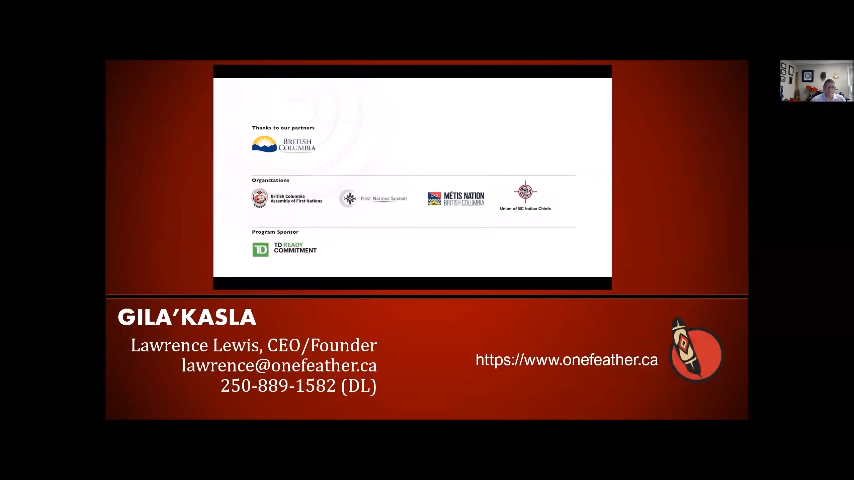 Thanks to our partners
BRITISH
COLUMBIA
Organizations
British Columbia
Assembly of First Nations
First Nations Summit
MÉTIS NATION
BRITISH COLUMBIA
Union of BC Indian Chiefs
Program Sponsor
TD
TD READY
COMMITMENT
GILA'KASLA
Lawrence Lewis, CEO/Founder
lawrence@onefeather.ca
250-889-1582 (DL)
https://www.onefeather.ca